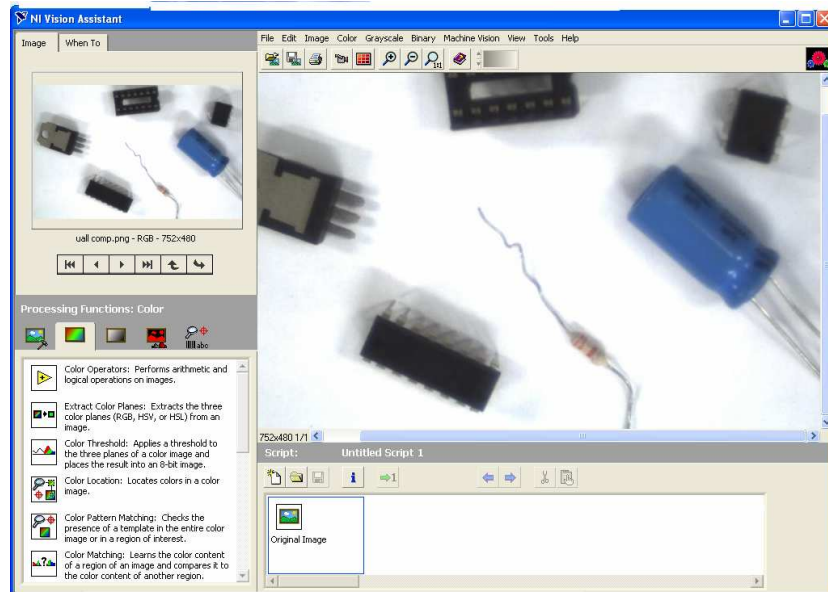 NI Vision Assistant
Image When To
File Edit Image Color Grayscale Binary Machine Vision View Tools Help
1:1
uall comp.png - RGB - 752x480
Processing Functions: Color
abc
Color Operators: Performs arithmetic and
logical operations on images.
Extract Color Planes: Extracts the three
color planes (RGB, HSV, or HSL) from an
image.
Color Threshold: Applies a threshold to
the three planes of a color image and
places the result into an 8-bit image.
Color Location: Locates colors in a color
image.
Color Pattern Matching: Checks the
presence of a template in the entire color
image or in a region of interest.
Color Matching: Learns the color content
of a region of an image and compares it to
the color content of another region.
752x480 1/1
Script: Untitled Script 1
i
1
Original Image